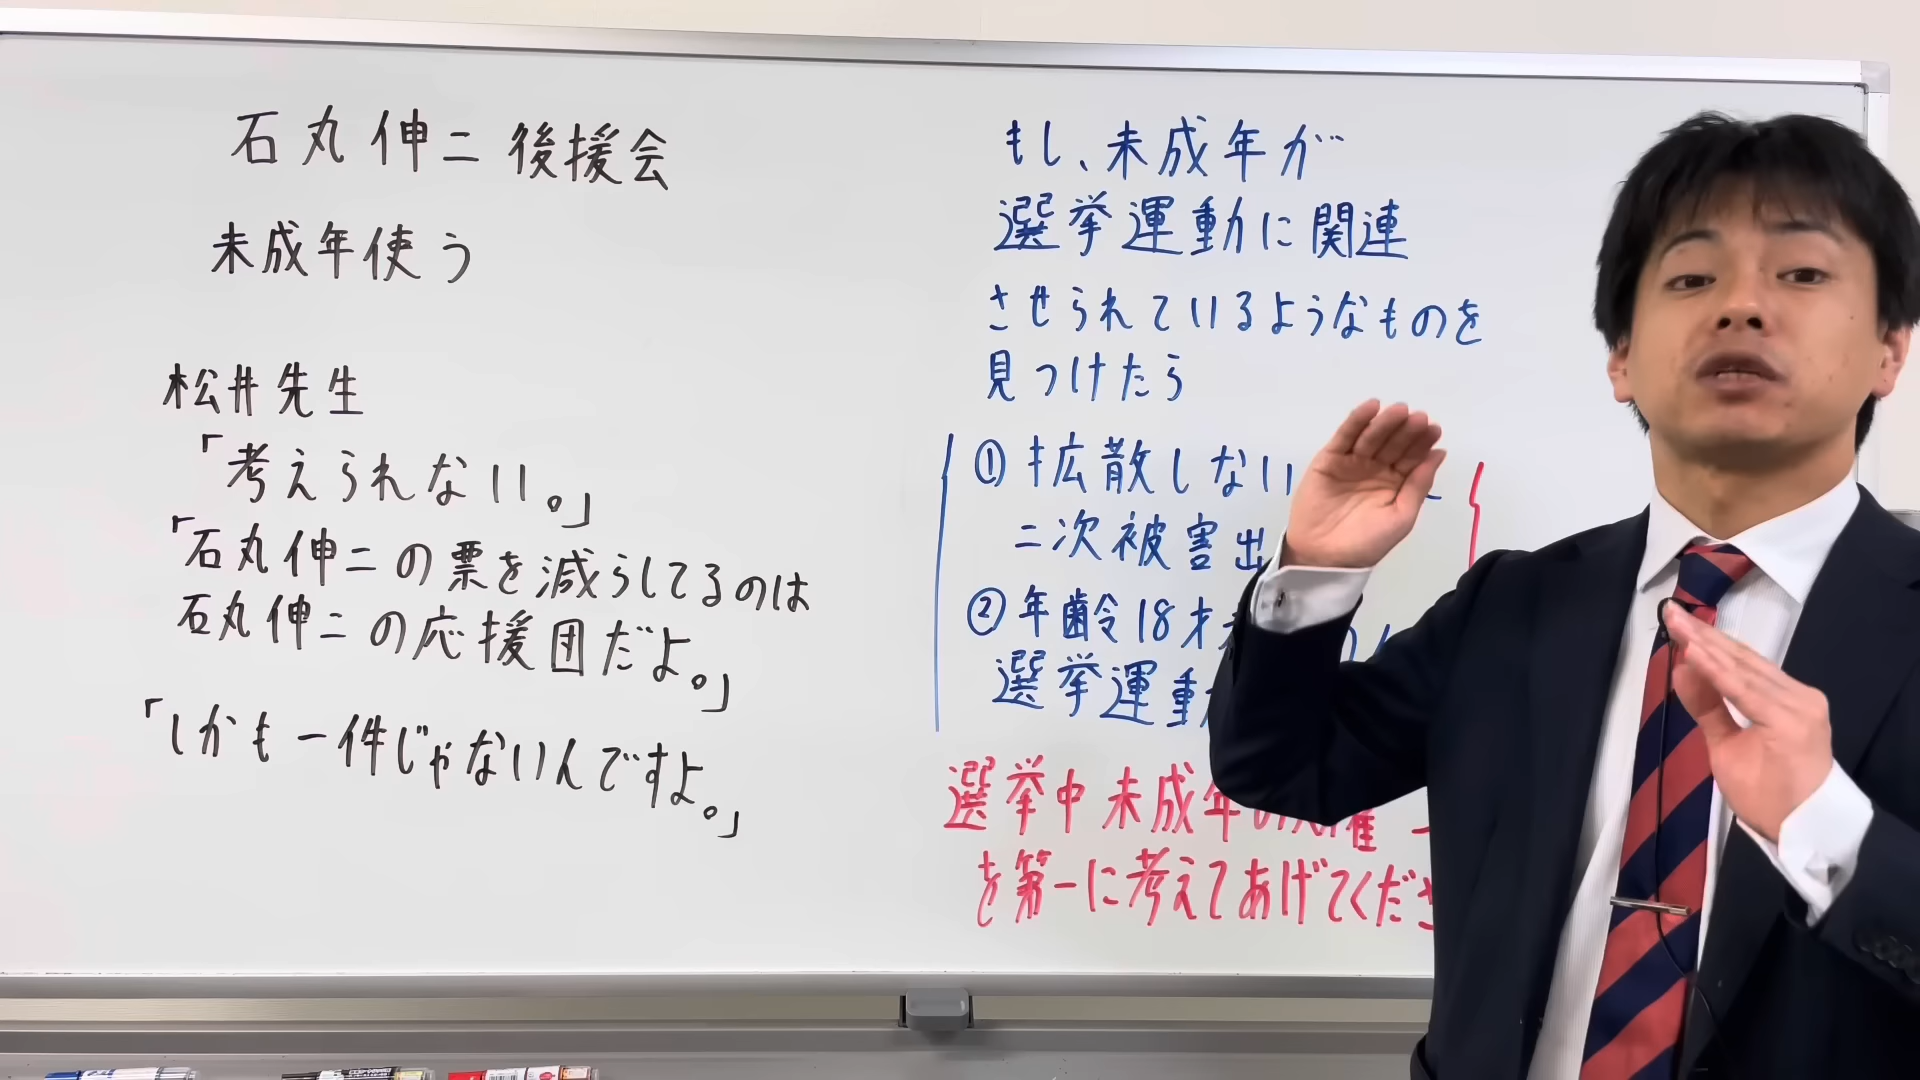 石丸伸二後援会
未成年使う
松井先生
「考えられない。」
「石丸伸二の票を減らしてるのは
石丸伸二の応援団だよ。」
「しかも一件じゃないんですよ。」
もし、未成年が
選挙運動に関連
させられているようなものを
見つけたら
①拡散しない
二次被害出
②年齢18才
選挙運動
選挙中未成年の
を第一に考えてあげてくださ